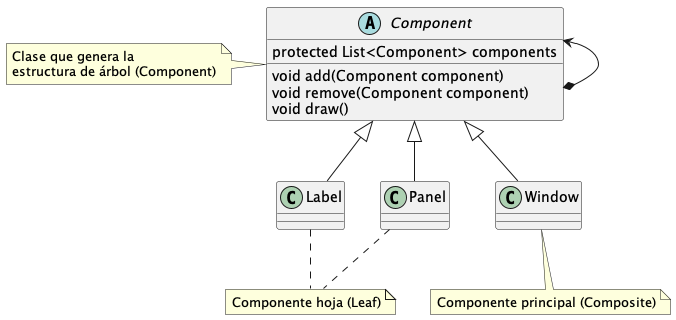 A Component
protected List<Component> components
void add(Component component)
void remove(Component component)
void draw()
Clase que genera la
estructura de árbol (Component)
C Label
C Panel
C Window
Componente hoja (Leaf)
Componente principal (Composite)